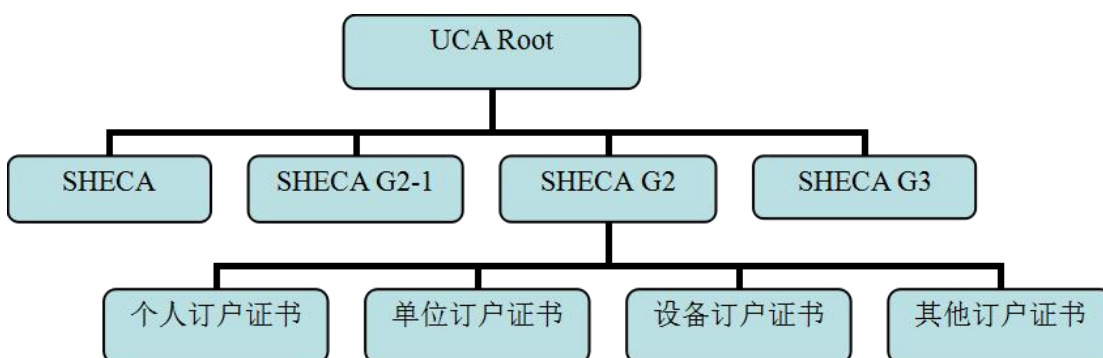 UCA Root
SHECA
SHECA G2-1
SHECA G2
SHECA G3
个人订户证书
单位订户证书
设备订户证书
其他订户证书